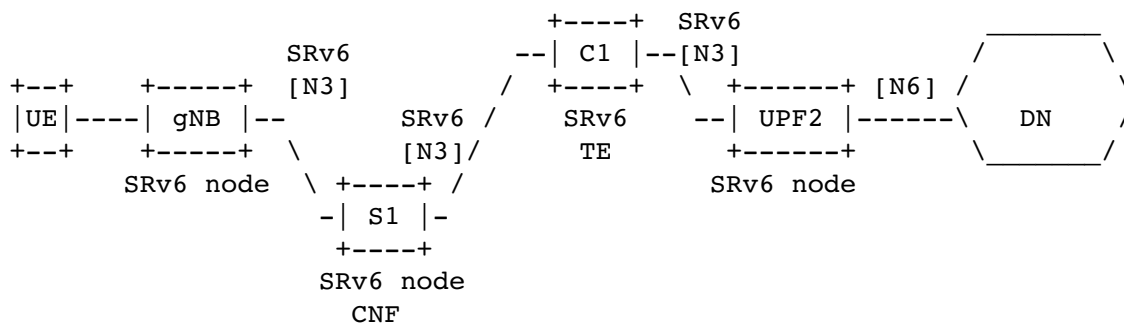 +----+  SRv6
SRv6          --| C1 |--[N3]
+--+      +-----+  [N3]          /  +----+    \  +------+  [N6]
|UE|----| gNB |--          SRv6 /    SRv6      --| UPF2 |------\   DN
+--+      +-----+    \      [N3]/      TE        +------+
SRv6 node   \  +----+ /                   SRv6 node
-| S1 |-
+----+
SRv6 node
CNF